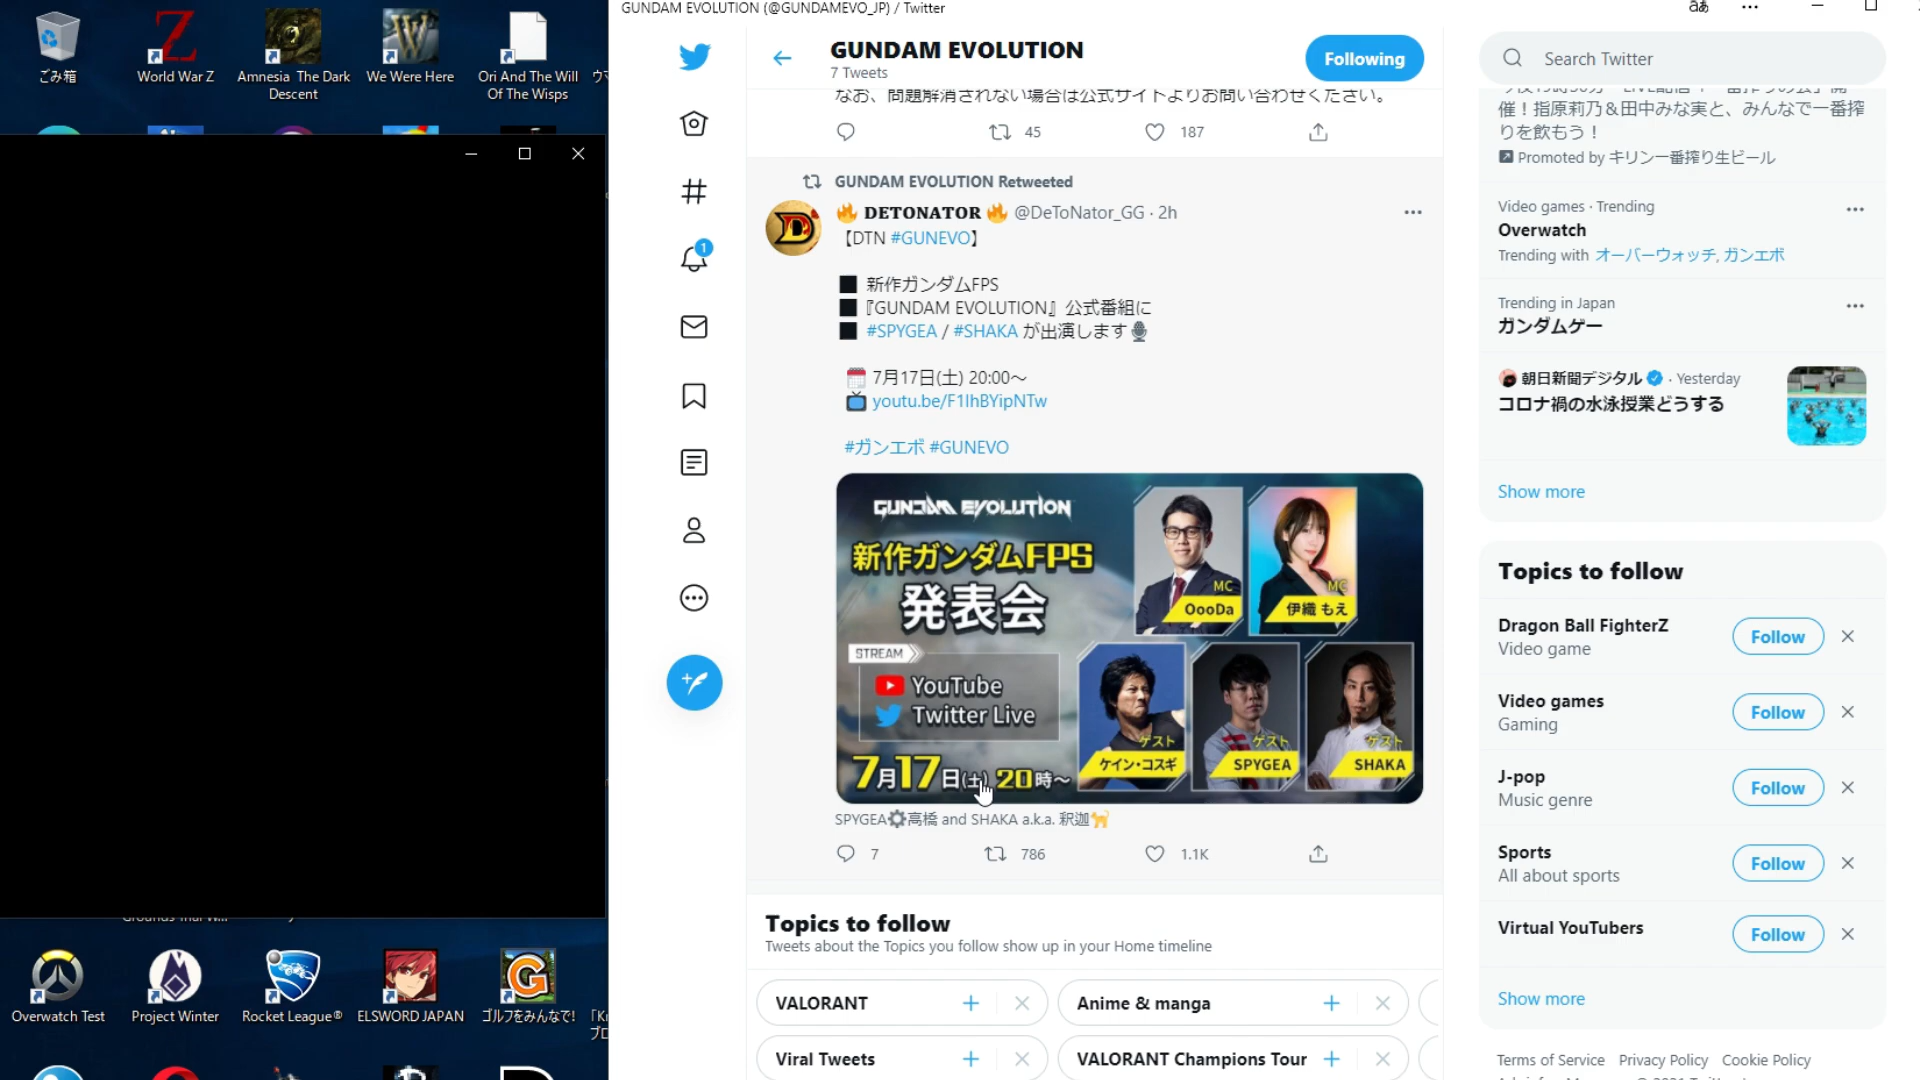 GUNDAM EVOLUTION (@GUNDAMEVO_JP) / Twitter
ごみ箱
World War Z
Amnesia The Dark Descent
We Were Here
Ori And The Will Of The Wisps
Overwatch Test
Project Winter
Rocket League®
ELSWORD JAPAN
ゴルフをみんなで!
GUNDAM EVOLUTION
7 Tweets
Following
なお、問題解消されない場合は公式サイトよりお問い合わせください。
45
187
GUNDAM EVOLUTION Retweeted
🔥 DETONATOR 🔥 @DeToNator_GG · 2h
【DTN #GUNEVO】
■ 新作ガンダムFPS
■『GUNDAM EVOLUTION』公式番組に
■ #SPYGEA / #SHAKA が出演します🎙
📅 7月17日(土) 20:00〜
📺 youtu.be/F1IhBYipNTw
#ガンエボ #GUNEVO
GUNDAM EVOLUTION
新作ガンダムFPS
発表会
STREAM
YouTube
Twitter Live
7月17日(土) 20時〜
MC
OooDa
MC
伊織 もえ
ゲスト
ケイン・コスギ
ゲスト
SPYGEA
ゲスト
SHAKA
SPYGEA⚙高橋 and SHAKA a.k.a. 釈迦🐈
7
786
1.1K
Topics to follow
Tweets about the Topics you follow show up in your Home timeline
VALORANT
Anime & manga
Viral Tweets
VALORANT Champions Tour
1
Search Twitter
催！指原莉乃＆田中みな実と、みんなで一番搾
りを飲もう！
Promoted by キリン一番搾り生ビール
Video games · Trending
Overwatch
Trending with オーバーウォッチ, ガンエボ
Trending in Japan
ガンダムゲー
朝日新聞デジタル · Yesterday
コロナ禍の水泳授業どうする
Show more
Topics to follow
Dragon Ball FighterZ
Video game
Follow
Video games
Gaming
Follow
J-pop
Music genre
Follow
Sports
All about sports
Follow
Virtual YouTubers
Follow
Show more
Terms of Service Privacy Policy Cookie Policy